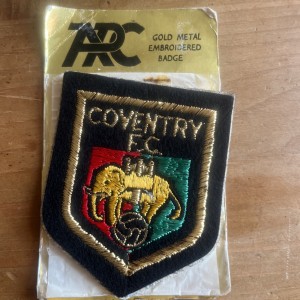 ARC
GOLD METAL
EMBROIDERED
BADGE
COVENTRY
F.C.